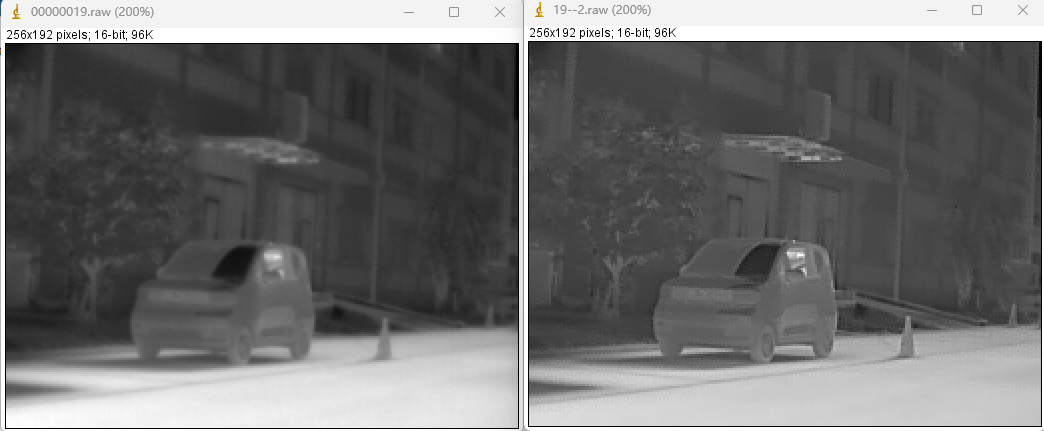 00000019.raw (200%)
256x192 pixels; 16-bit; 96K
19--2.raw (200%)
256x192 pixels; 16-bit; 96K